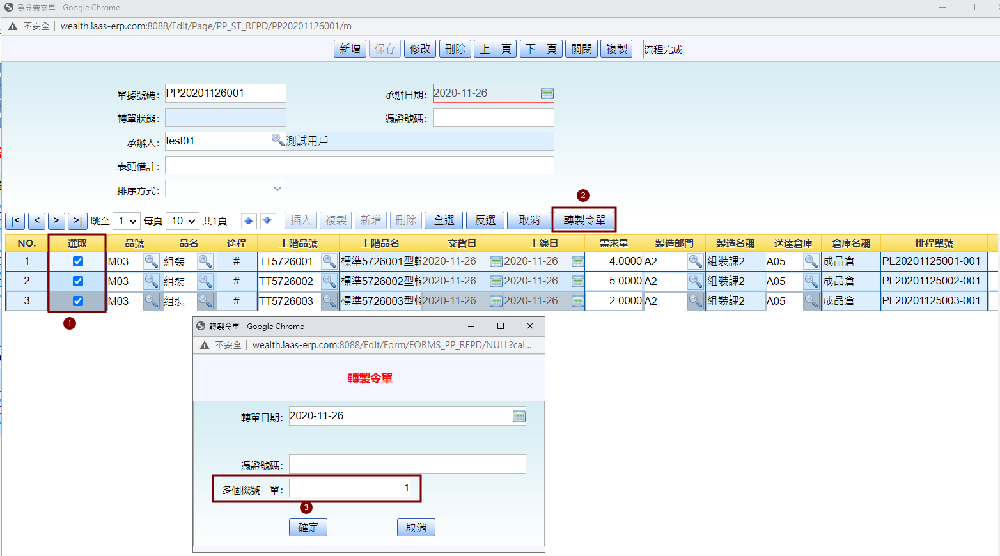 製令需求單 - Google Chrome
不安全 | wealth.iaas-erp.com:8088/Edit/Page/PP_ST_REPD/PP20201126001/m
新增 保存 修改 刪除 上一頁 下一頁 關閉 複製 流程完成
單據號碼: PP20201126001 承辦日期: 2020-11-26
轉單狀態: 憑證號碼:
承辦人: test01 測試用戶
表頭備註:
排序方式:
2
|< < > >| 跳至 1 每頁 10 共1頁 插入 複製 新增 刪除 全選 反選 取消 轉製令單
NO. 選取 品號 品名 途程 上階品號 上階品名 交貨日 上線日 需求量 製造部門 製造名稱 送達倉庫 倉庫名稱 排程單號
1 M03 組裝 # TT5726001 標準5726001型輪 2020-11-26 2020-11-26 4.0000 A2 組裝課2 A05 成品倉 PL20201125001-001
2 M03 組裝 # TT5726002 標準5726002型輪 2020-11-26 2020-11-26 5.0000 A2 組裝課2 A05 成品倉 PL20201125002-001
3 M03 組裝 # TT5726003 標準5726003型輪 2020-11-26 2020-11-26 2.0000 A2 組裝課2 A05 成品倉 PL20201125003-001
1
轉製令單 - Google Chrome
不安全 | wealth.iaas-erp.com:8088/Edit/Form/FORMS_PP_REPD/NULL?cal...
轉製令單
轉單日期: 2020-11-26
憑證號碼:
多個機號一單: 1
3
確定 取消